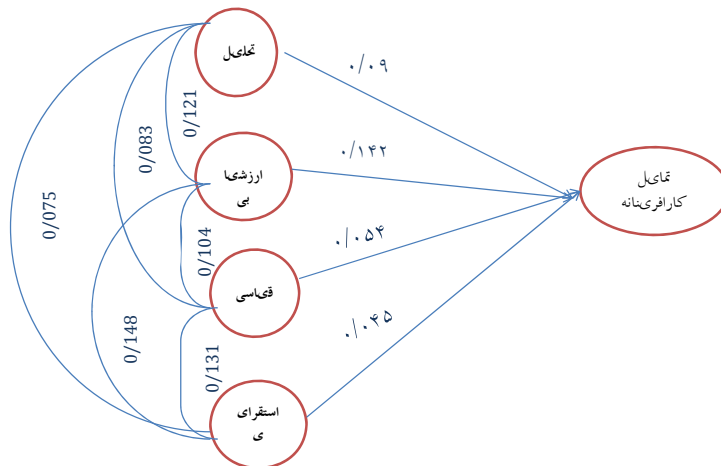 تحلیل
۰/۰۹
0/121
0/083
ارزشیا
بی
۰/۱۴۲
تمایل
کارافرینانه
0/075
0/104
۰/۰۵۴
قیاسی
0/148
0/131
۰/۰۴۵
استقرای
ی